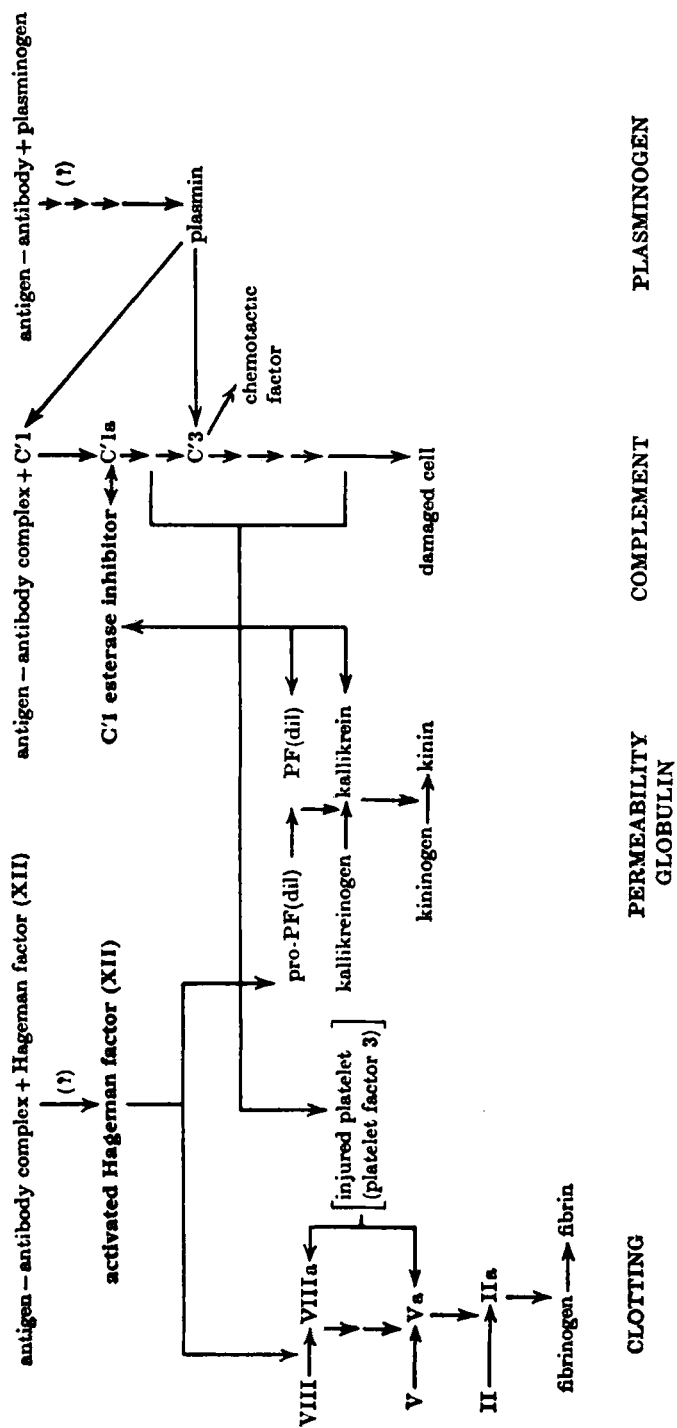 antigen−antibody complex + Hageman factor (XII)
(?)
activated Hageman factor (XII)
VIII
VIIIa
V
Va
II
IIa
fibrinogen
fibrin
injured platelet
(platelet factor 3)
CLOTTING
pro-PF(dil)
PF(dil)
kallikreinogen
kallikrein
kininogen
kinin
PERMEABILITY
GLOBULIN
antigen−antibody complex + C'1
C'1 esterase inhibitor
C'1a
C'3
chemotactic
factor
damaged cell
COMPLEMENT
antigen−antibody + plasminogen
(?)
plasmin
PLASMINOGEN